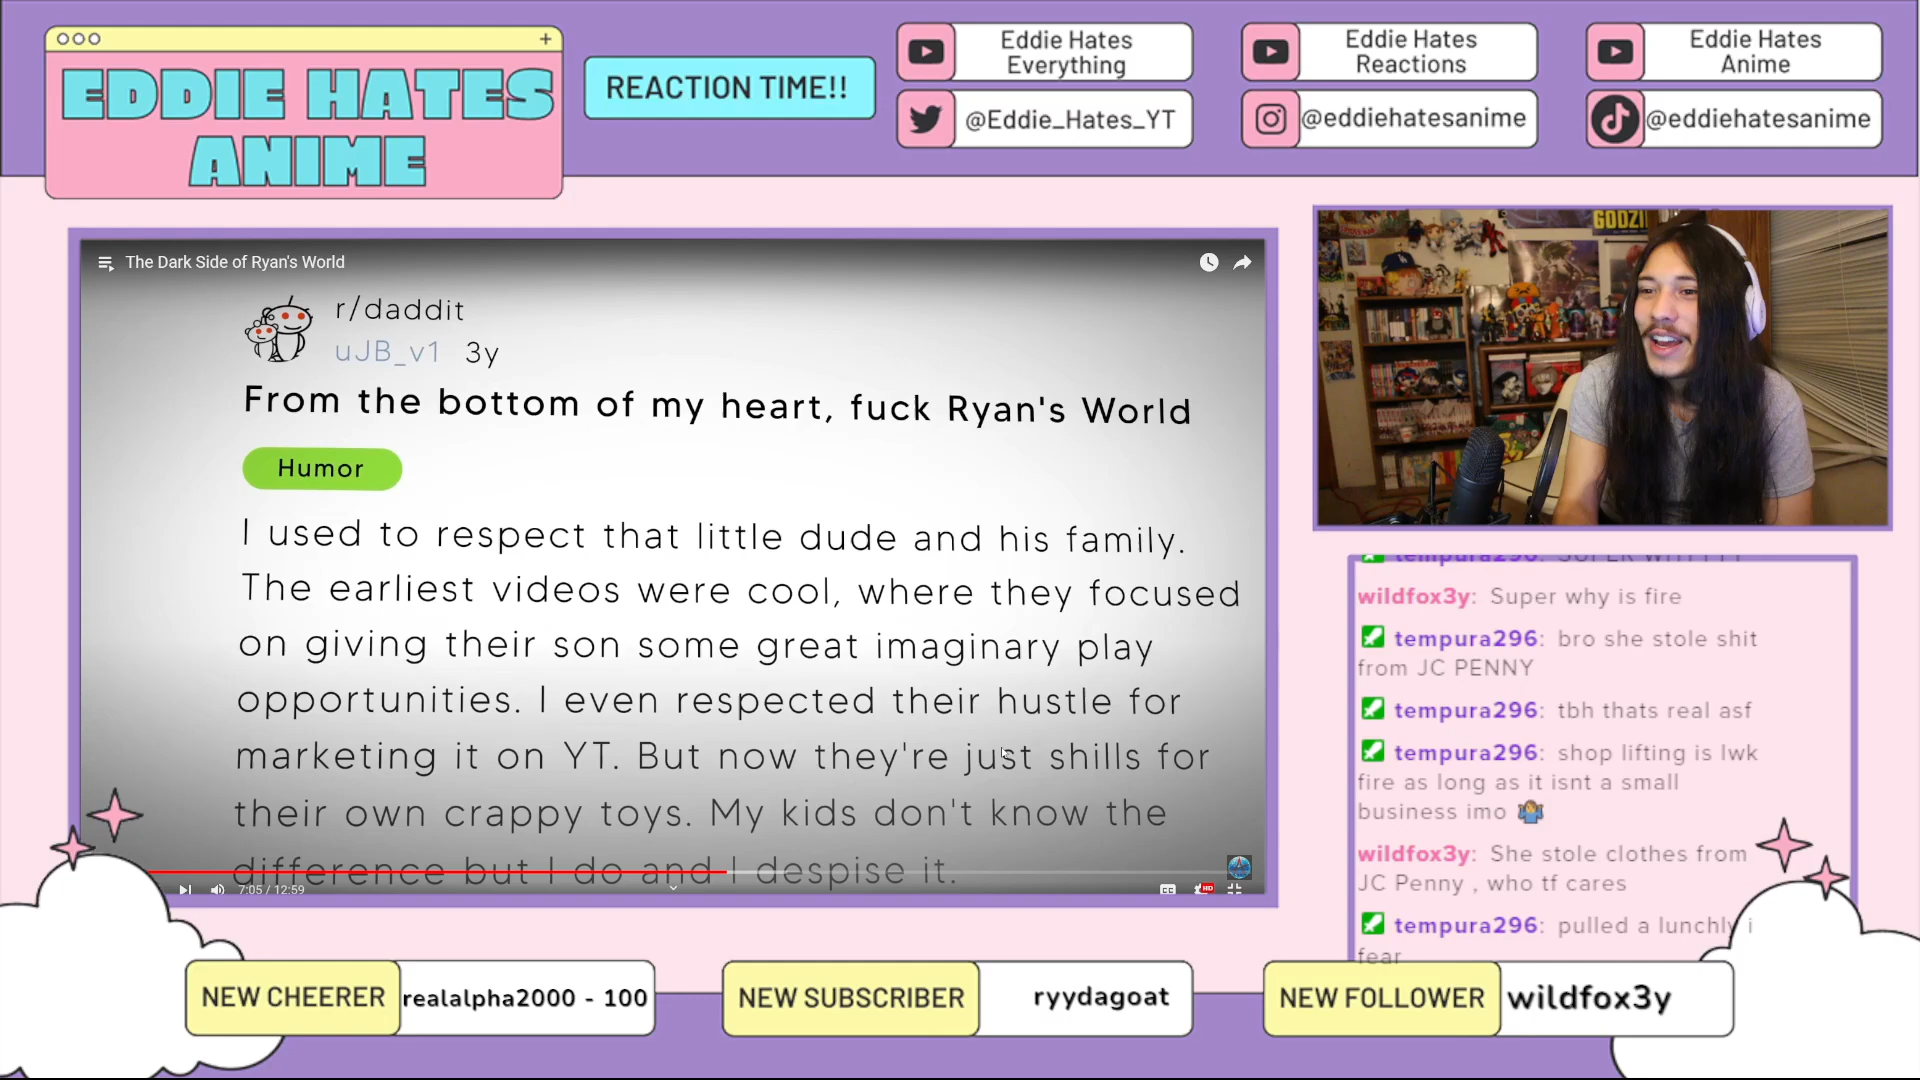 EDDIE HATES
ANIME
REACTION TIME!!
Eddie Hates
Everything
Eddie Hates
Reactions
Eddie Hates
Anime
@Eddie_Hates_YT
@eddiehatesanime
@eddiehatesanime
The Dark Side of Ryan's World
r/daddit
uJB_v1 3y
From the bottom of my heart, fuck Ryan's World
Humor
I used to respect that little dude and his family.
The earliest videos were cool, where they focused
on giving their son some great imaginary play
opportunities. I even respected their hustle for
marketing it on YT. But now they're just shills for
their own crappy toys. My kids don't know the
difference but I do and I despise it.
7:05 / 12:59
CC
HD
GODZI
tempura296: SUPER WHYYYY
wildfox3y: Super why is fire
tempura296: bro she stole shit
from JC PENNY
tempura296: tbh thats real asf
tempura296: shop lifting is lwk
fire as long as it isnt a small
business imo
wildfox3y: She stole clothes from
JC Penny , who tf cares
tempura296: pulled a lunchly i
fear
NEW CHEERER realalpha2000 - 100
NEW SUBSCRIBER ryydagoat
NEW FOLLOWER wildfox3y